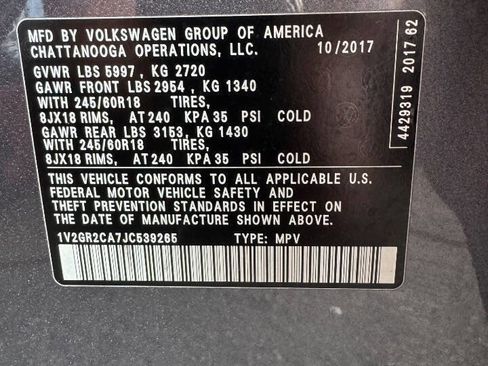 MFD BY VOLKSWAGEN GROUP OF AMERICA
CHATTANOOGA OPERATIONS, LLC. 10/2017
GVWR LBS 5997 , KG 2720
GAWR FRONT LBS 2954 , KG 1340
WITH 245/60R18 TIRES,
8JX18 RIMS, AT 240 KPA 35 PSI COLD
GAWR REAR LBS 3153, KG 1430
WITH 245/60R18 TIRES,
8JX18 RIMS, AT 240 KPA 35 PSI COLD
THIS VEHICLE CONFORMS TO ALL APPLICABLE U.S.
FEDERAL MOTOR VEHICLE SAFETY AND
THEFT PREVENTION STANDARDS IN EFFECT ON
THE DATE OF MANUFACTURE SHOWN ABOVE.
1V2GR2CA7JC539265 TYPE: MPV
4429319 2017 62